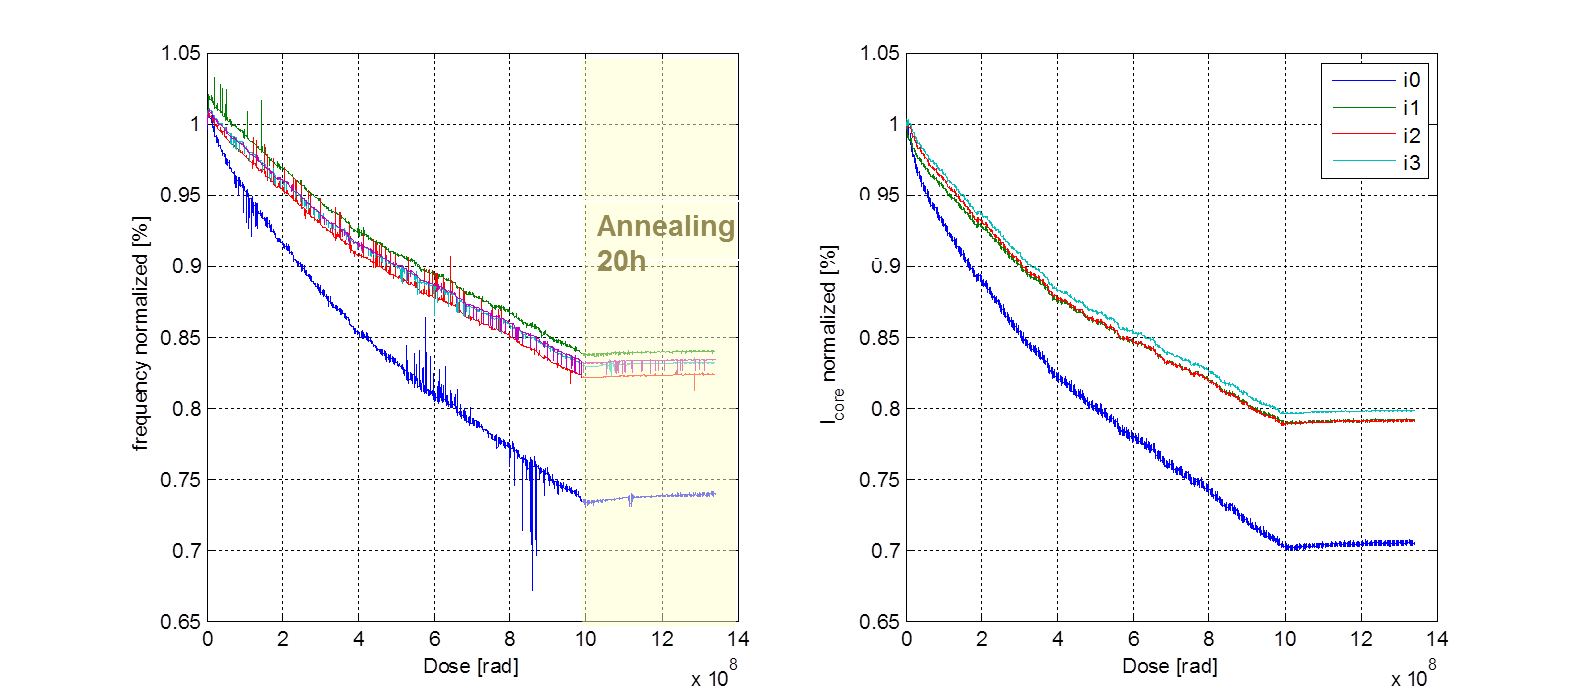 1.05
1
0.95
0.9
0.85
0.8
0.75
0.7
0.65
frequency normalized [%]
Annealing
20h
0 2 4 6 8 10 12 14
Dose [rad]
x 10^8
1.05
1
0.95
0.9
0.85
0.8
0.75
0.7
0.65
I_core normalized [%]
i0
i1
i2
i3
0 2 4 6 8 10 12 14
Dose [rad]
x 10^8